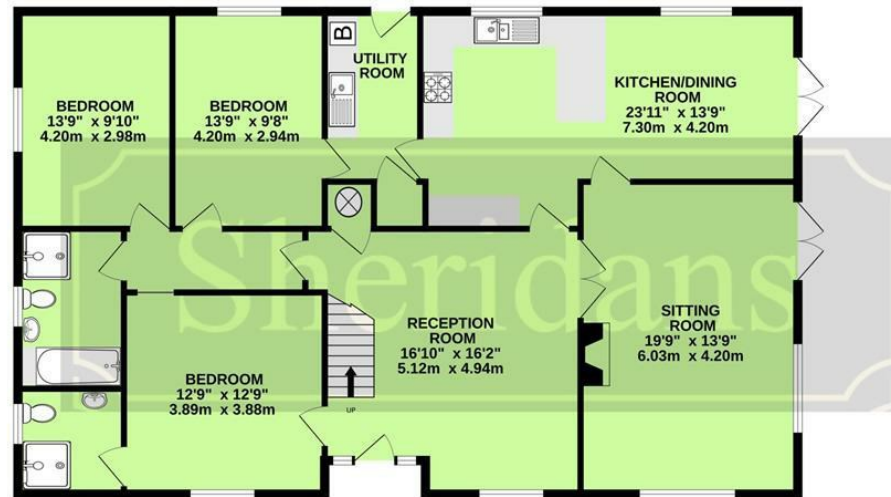 BEDROOM
13'9" x 9'10"
4.20m x 2.98m
BEDROOM
13'9" x 9'8"
4.20m x 2.94m
B
UTILITY
ROOM
KITCHEN/DINING
ROOM
23'11" x 13'9"
7.30m x 4.20m
Sheridans
RECEPTION
ROOM
16'10" x 16'2"
5.12m x 4.94m
SITTING
ROOM
19'9" x 13'9"
6.03m x 4.20m
BEDROOM
12'9" x 12'9"
3.89m x 3.88m
UP